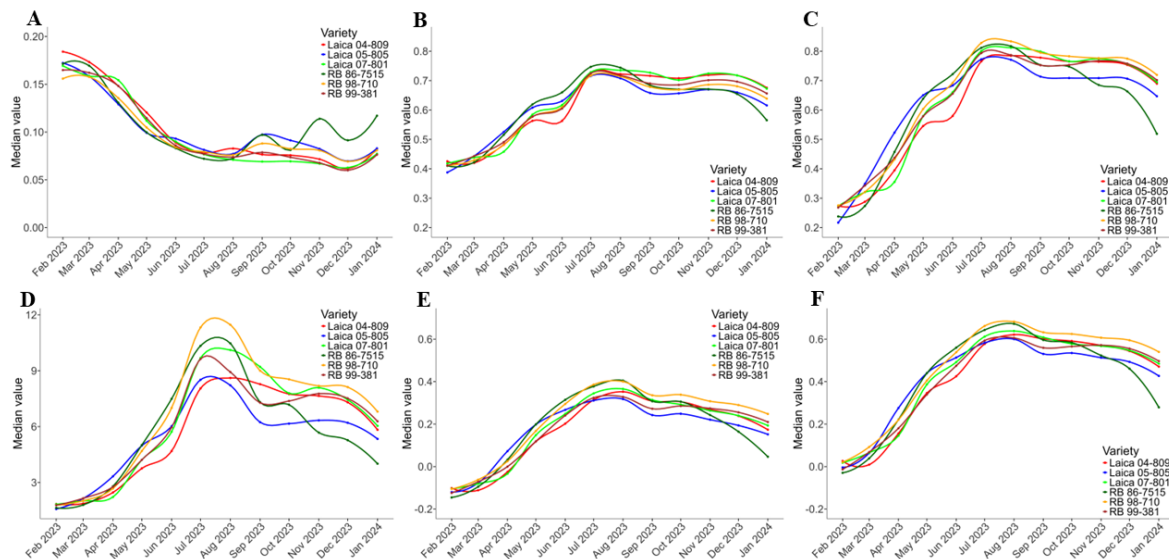 A
Median value
0.20
0.15
0.10
0.05
0.00
Variety
Laica 04-809
Laica 05-805
Laica 07-801
RB 86-7515
RB 98-710
RB 99-381
Feb 2023
Mar 2023
Apr 2023
May 2023
Jun 2023
Jul 2023
Aug 2023
Sep 2023
Oct 2023
Nov 2023
Dec 2023
Jan 2024
B
Median value
0.9
0.8
0.7
0.6
0.5
0.4
0.3
0.2
Variety
Laica 04-809
Laica 05-805
Laica 07-801
RB 86-7515
RB 98-710
RB 99-381
Feb 2023
Mar 2023
Apr 2023
May 2023
Jun 2023
Jul 2023
Aug 2023
Sep 2023
Oct 2023
Nov 2023
Dec 2023
Jan 2024
C
Median value
0.8
0.7
0.6
0.5
0.4
0.3
0.2
Variety
Laica 04-809
Laica 05-805
Laica 07-801
RB 86-7515
RB 98-710
RB 99-381
Feb 2023
Mar 2023
Apr 2023
May 2023
Jun 2023
Jul 2023
Aug 2023
Sep 2023
Oct 2023
Nov 2023
Dec 2023
Jan 2024
D
Median value
12
9
6
3
Variety
Laica 04-809
Laica 05-805
Laica 07-801
RB 86-7515
RB 98-710
RB 99-381
Feb 2023
Mar 2023
Apr 2023
May 2023
Jun 2023
Jul 2023
Aug 2023
Sep 2023
Oct 2023
Nov 2023
Dec 2023
Jan 2024
E
Median value
0.6
0.4
0.2
0.0
-0.2
Variety
Laica 04-809
Laica 05-805
Laica 07-801
RB 86-7515
RB 98-710
RB 99-381
Feb 2023
Mar 2023
Apr 2023
May 2023
Jun 2023
Jul 2023
Aug 2023
Sep 2023
Oct 2023
Nov 2023
Dec 2023
Jan 2024
F
Median value
0.6
0.4
0.2
0.0
-0.2
Variety
Laica 04-809
Laica 05-805
Laica 07-801
RB 86-7515
RB 98-710
RB 99-381
Feb 2023
Mar 2023
Apr 2023
May 2023
Jun 2023
Jul 2023
Aug 2023
Sep 2023
Oct 2023
Nov 2023
Dec 2023
Jan 2024